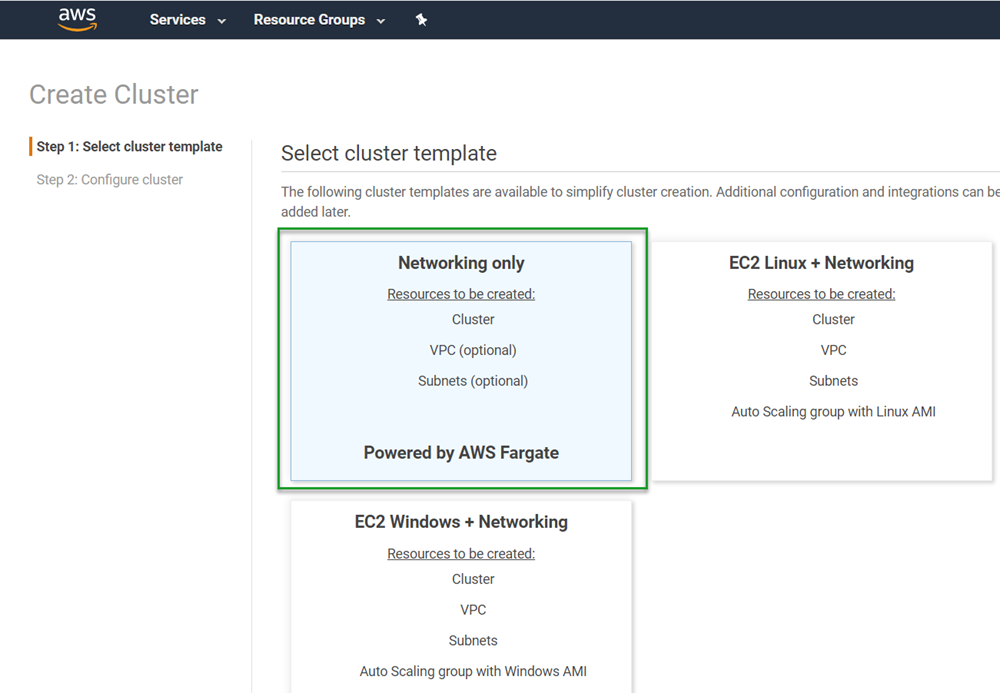 aws Services Resource Groups
Create Cluster
Step 1: Select cluster template
Step 2: Configure cluster
Select cluster template
The following cluster templates are available to simplify cluster creation. Additional configuration and integrations can be
added later.
Networking only
Resources to be created:
Cluster
VPC (optional)
Subnets (optional)
Powered by AWS Fargate
EC2 Linux + Networking
Resources to be created:
Cluster
VPC
Subnets
Auto Scaling group with Linux AMI
EC2 Windows + Networking
Resources to be created:
Cluster
VPC
Subnets
Auto Scaling group with Windows AMI